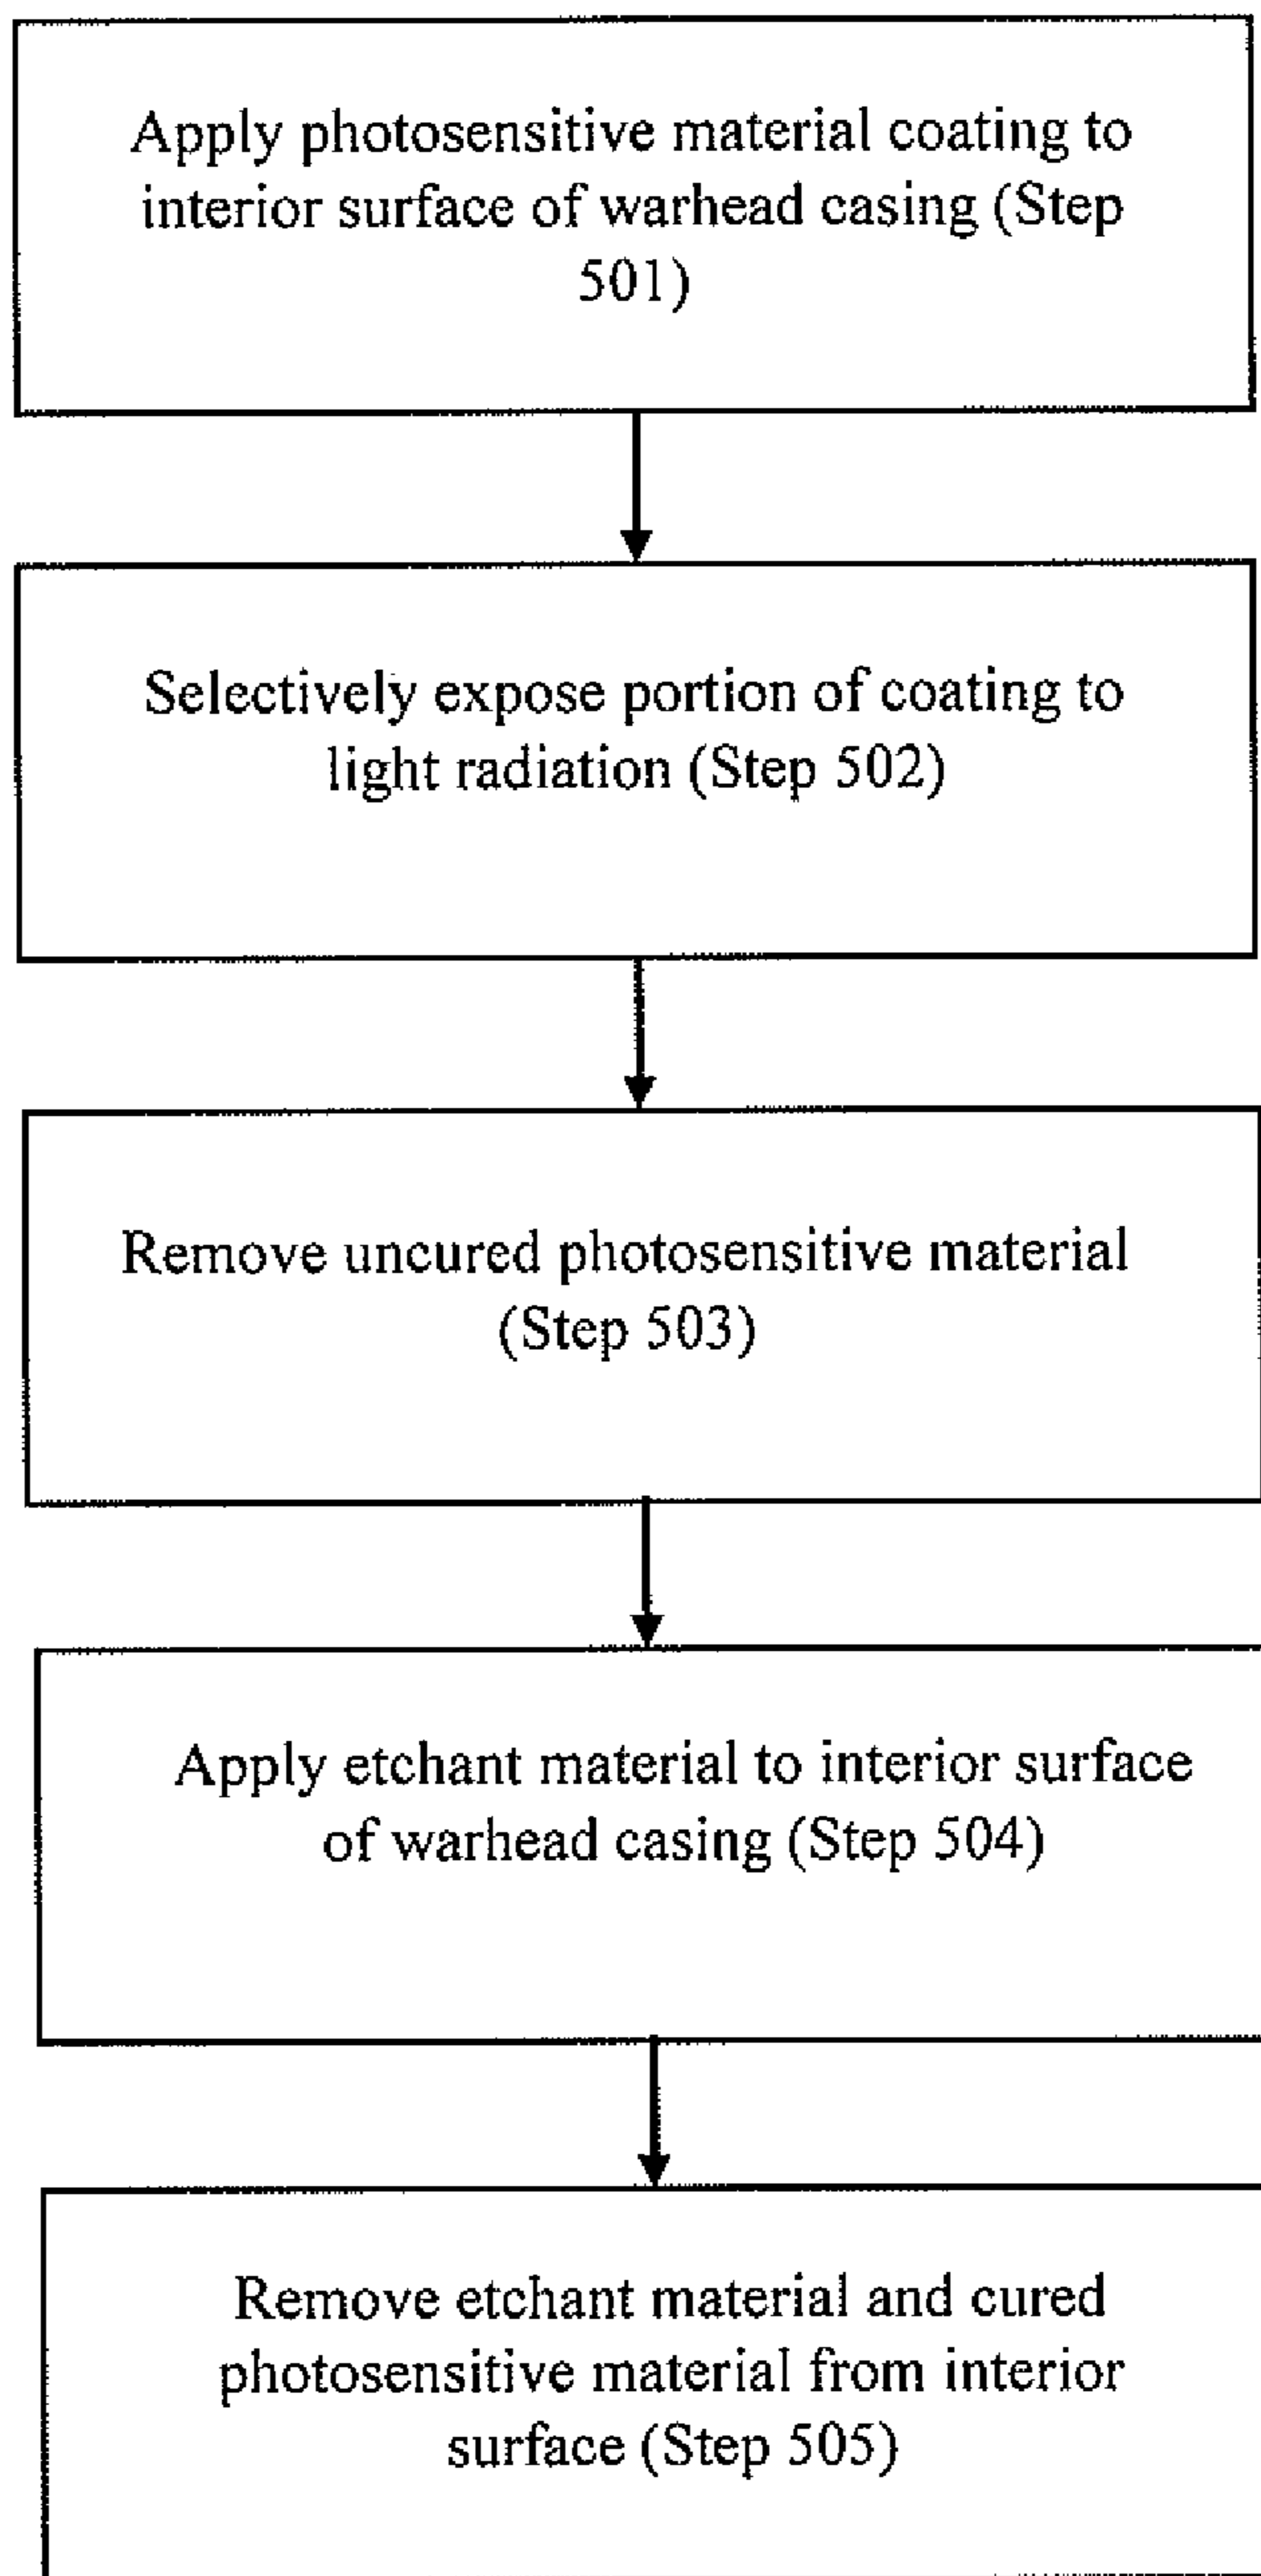 Apply photosensitive material coating to
interior surface of warhead casing (Step
501)
Selectively expose portion of coating to
light radiation (Step 502)
Remove uncured photosensitive material
(Step 503)
Apply etchant material to interior surface
of warhead casing (Step 504)
Remove etchant material and cured
photosensitive material from interior
surface (Step 505)